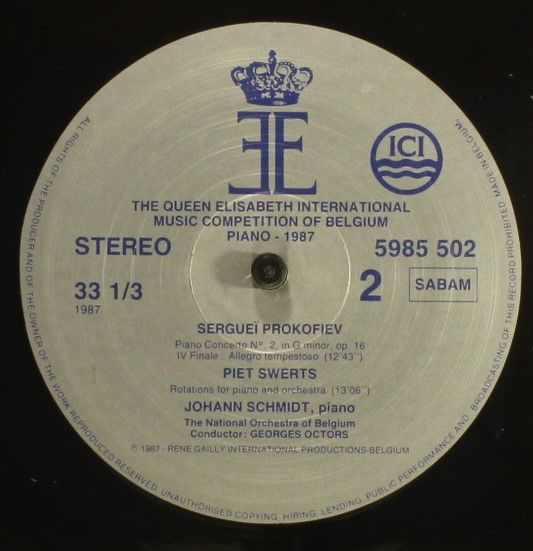 ƎE
ICI
THE QUEEN ELISABETH INTERNATIONAL
MUSIC COMPETITION OF BELGIUM
PIANO - 1987
STEREO
5985 502
33 1/3
2
SABAM
1987
SERGUEÏ PROKOFIEV
Piano Concerto Nº. 2, in G minor, op. 16
IV Finale : Allegro tempestoso (12'43'')
PIET SWERTS
Rotations for piano and orchestra (13'06'')
JOHANN SCHMIDT, piano
The National Orchestra of Belgium
Conductor : GEORGES OCTORS
℗ 1987 - RENE GAILLY INTERNATIONAL PRODUCTIONS-BELGIUM
ALL RIGHTS OF THE PRODUCER AND OF THE OWNER OF THE WORK REPRODUCED RESERVED. UNAUTHORISED COPYING, HIRING, LENDING, PUBLIC PERFORMANCE AND BROADCASTING OF THIS RECORD PROHIBITED. MADE IN BELGIUM.